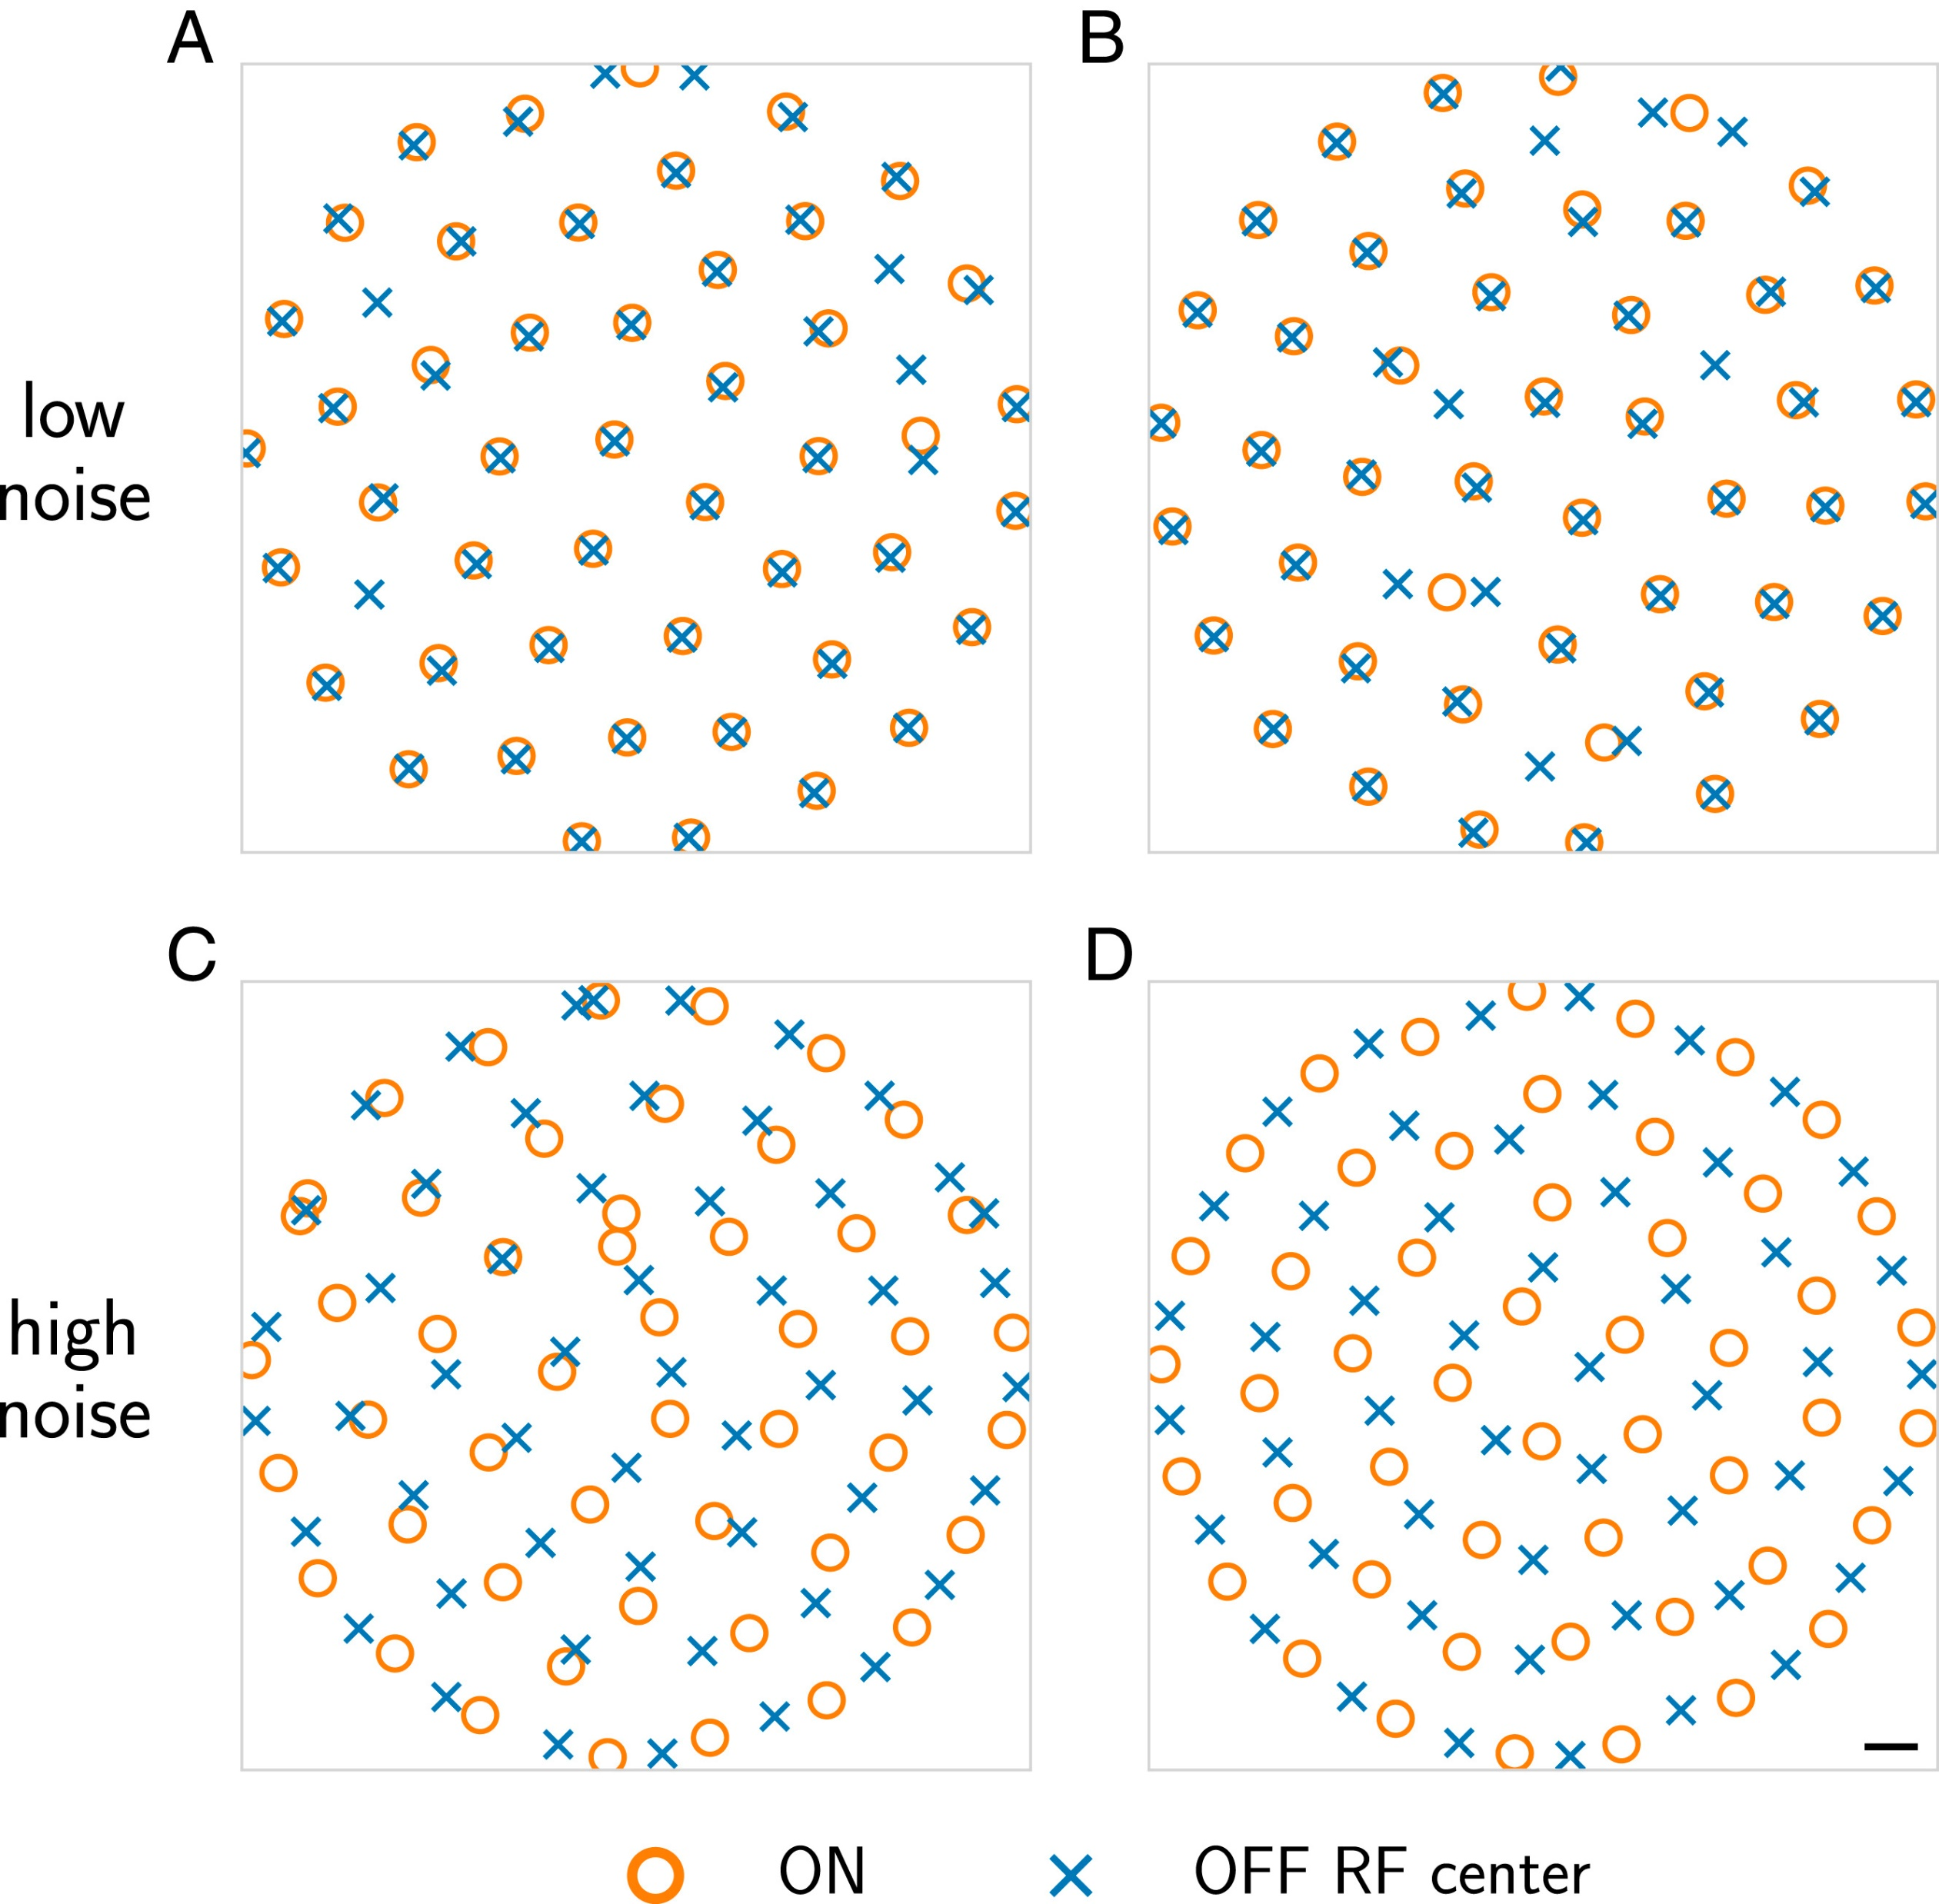 A
B
low
noise
C
D
high
noise
ON
OFF RF center